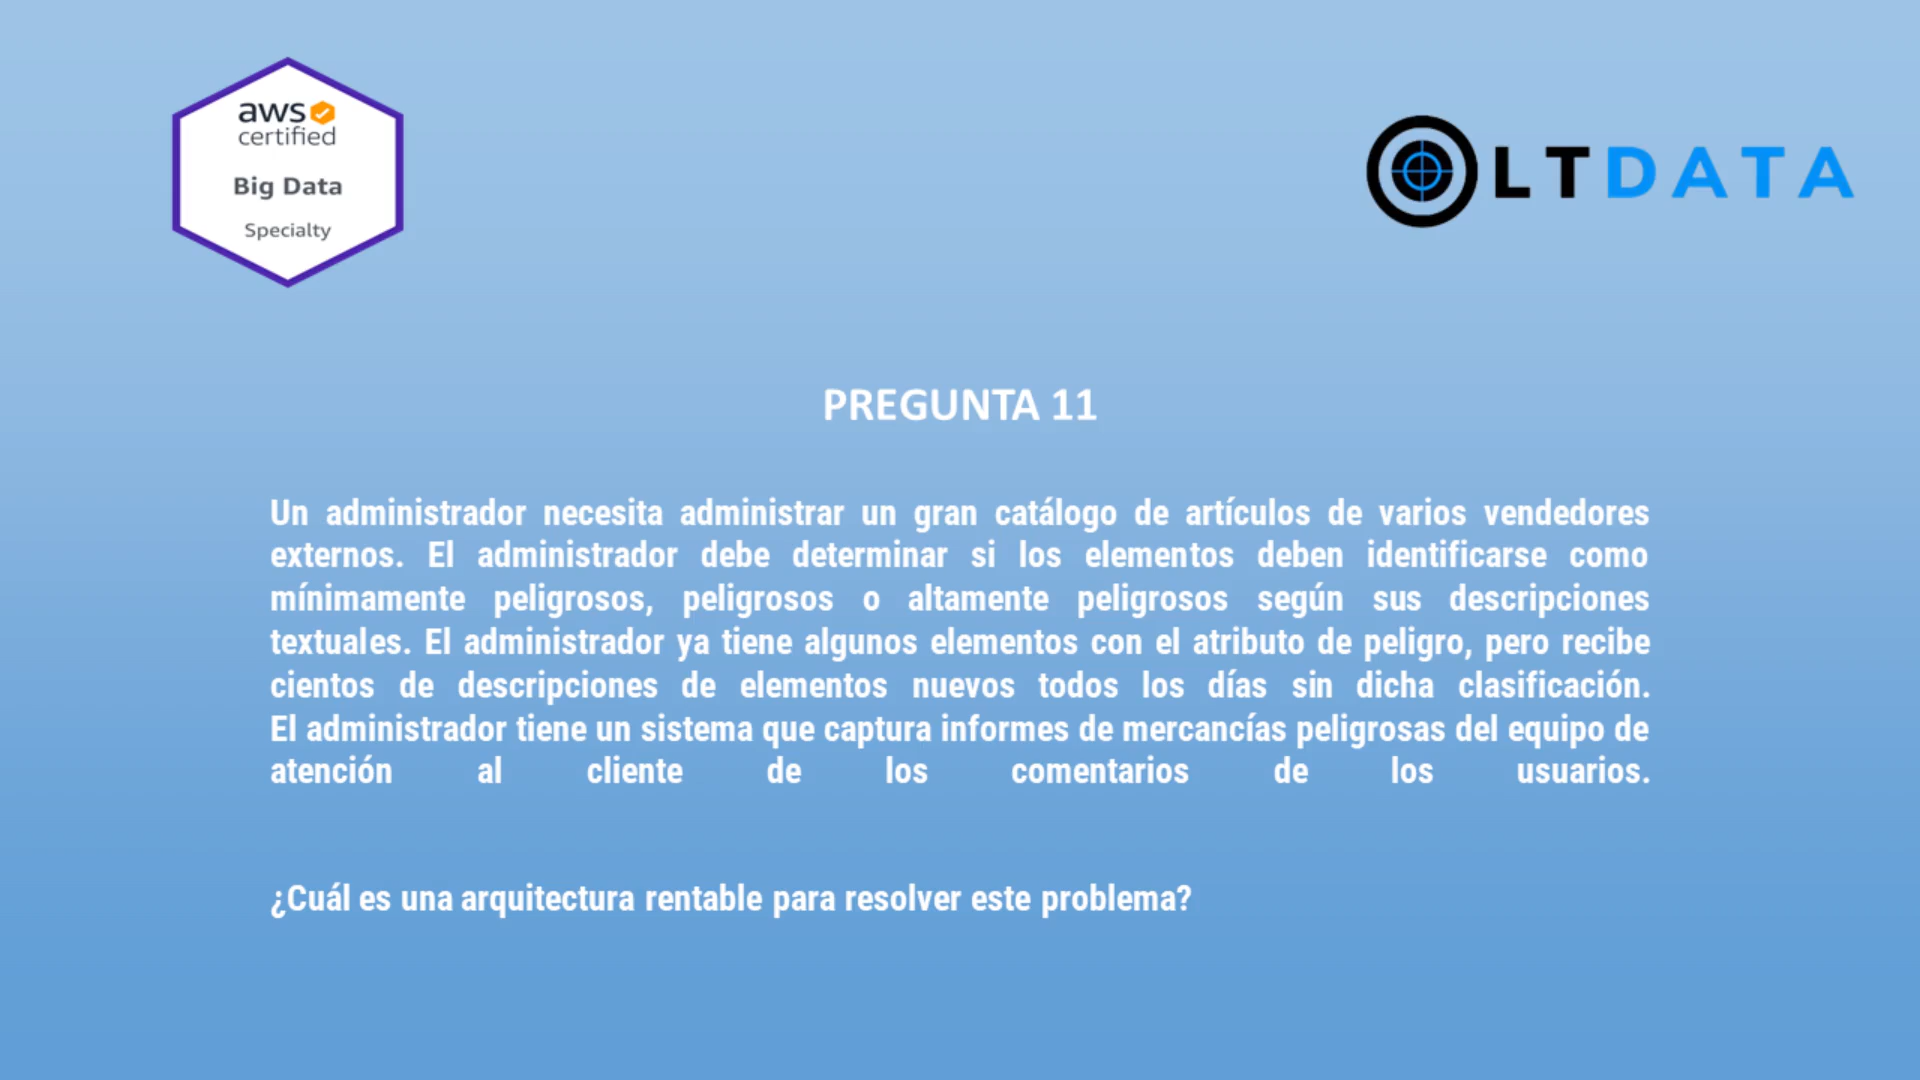 aws
certified
Big Data
Specialty
LTDATA
PREGUNTA 11
Un administrador necesita administrar un gran catálogo de artículos de varios vendedores
externos. El administrador debe determinar si los elementos deben identificarse como
mínimamente peligrosos, peligrosos o altamente peligrosos según sus descripciones
textuales. El administrador ya tiene algunos elementos con el atributo de peligro, pero recibe
cientos de descripciones de elementos nuevos todos los días sin dicha clasificación.
El administrador tiene un sistema que captura informes de mercancías peligrosas del equipo de
atención al cliente de los comentarios de los usuarios.
¿Cuál es una arquitectura rentable para resolver este problema?